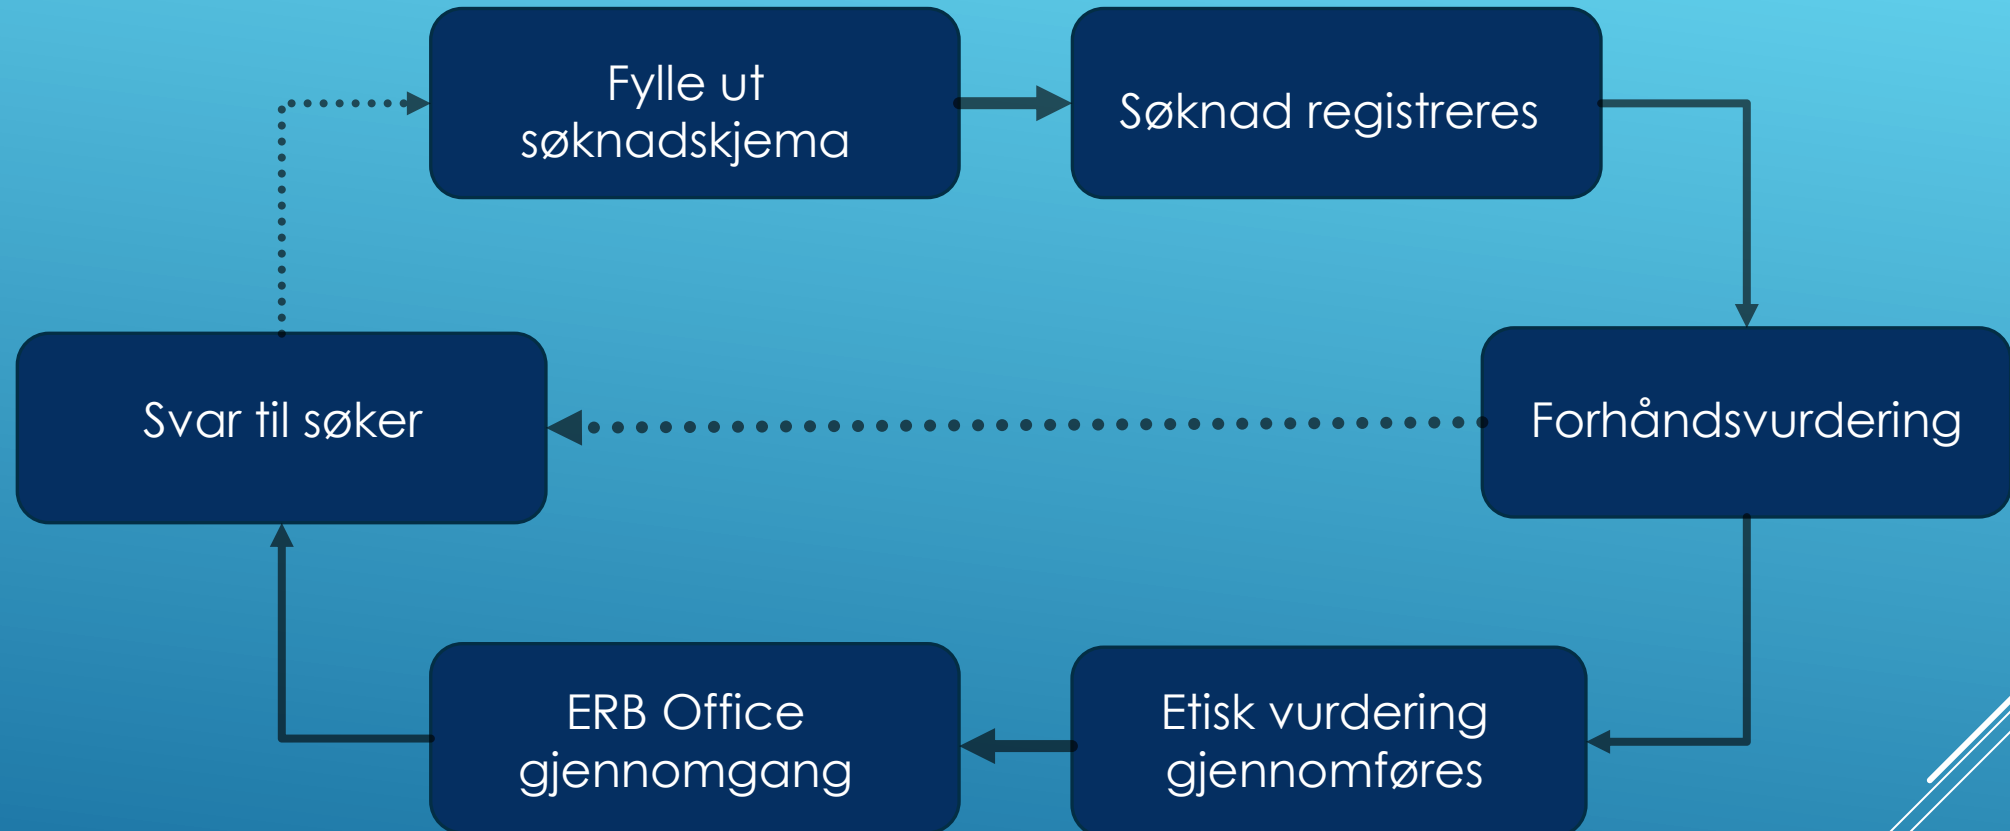 Fylle ut
søknadskjema
Søknad registreres
Svar til søker
Forhåndsvurdering
ERB Office
gjennomgang
Etisk vurdering
gjennomføres